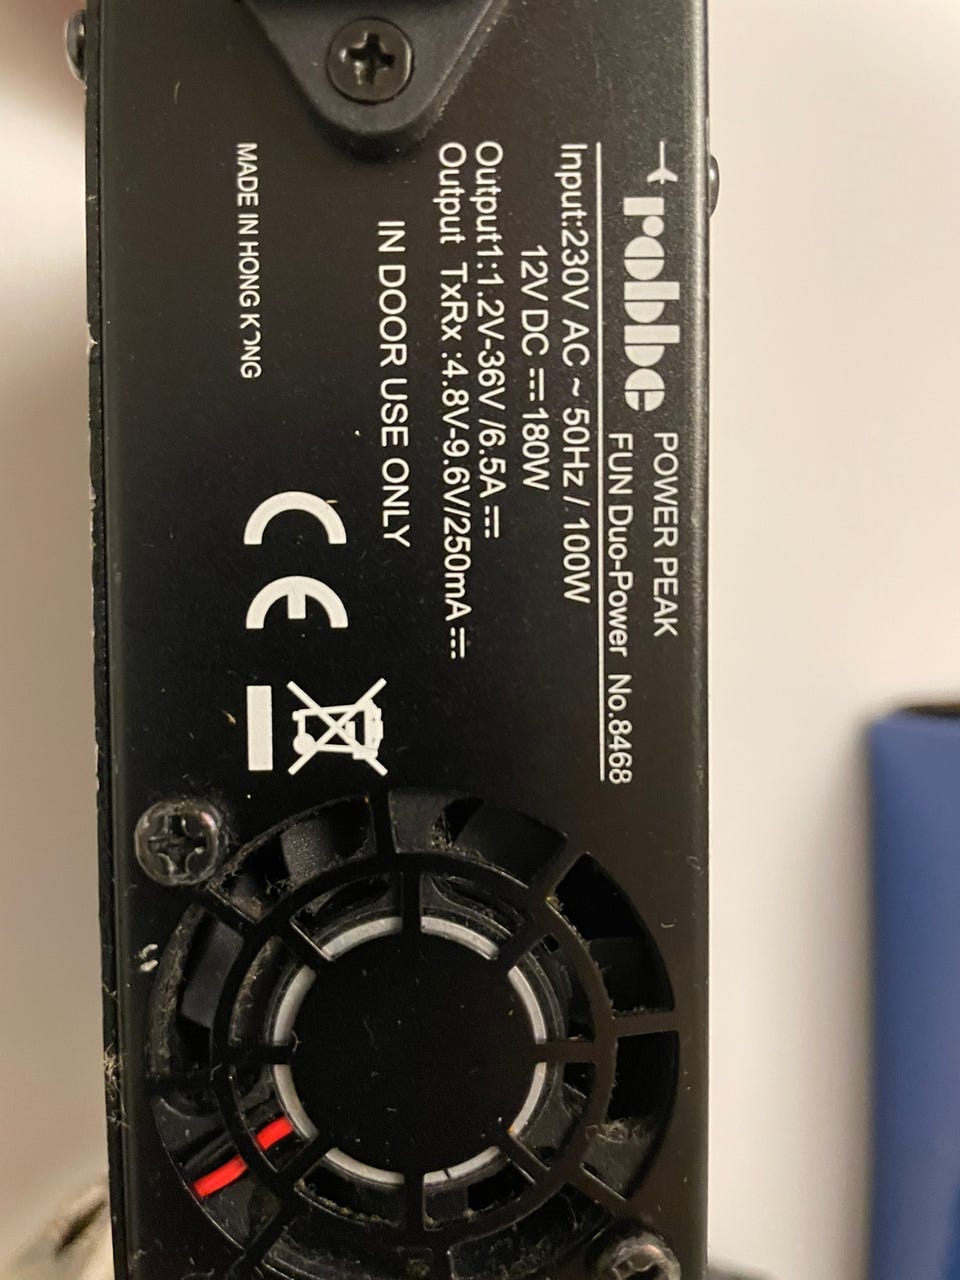 robbe POWER PEAK
FUN Duo-Power No.8468
Input:230V AC ~ 50Hz / 100W
12V DC ⎓ 180W
Output1:1.2V-36V /6.5A ⎓
Output TxRx :4.8V-9.6V/250mA ⎓
IN DOOR USE ONLY
MADE IN HONG KONG
CE